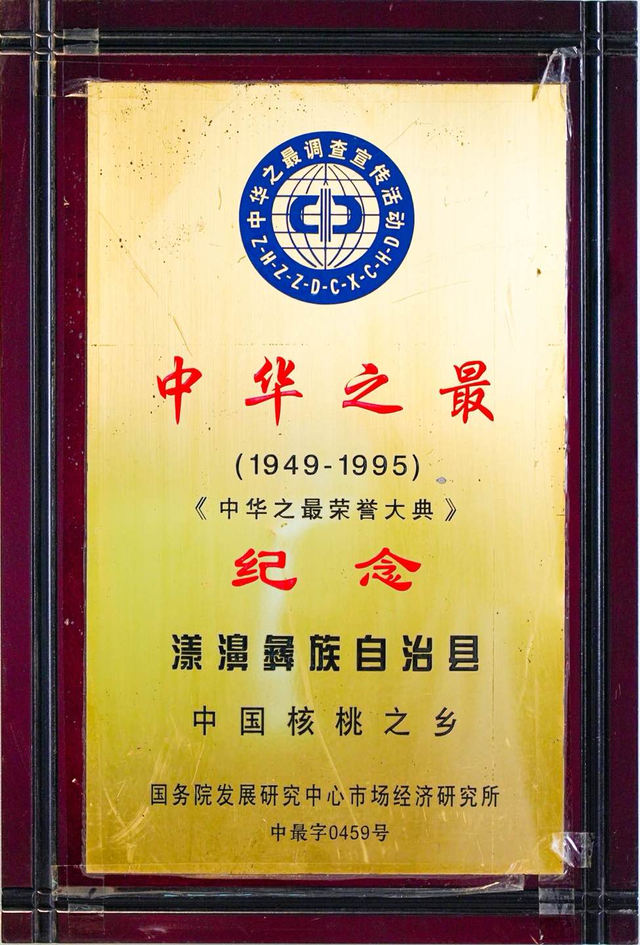 中华之最调查宣传活动
Z-H-Z-Z-D-C-X-C-H-D
中华之最
(1949-1995)
《中华之最荣誉大典》
纪念
漾濞彝族自治县
中国核桃之乡
国务院发展研究中心市场经济研究所
中最字0459号